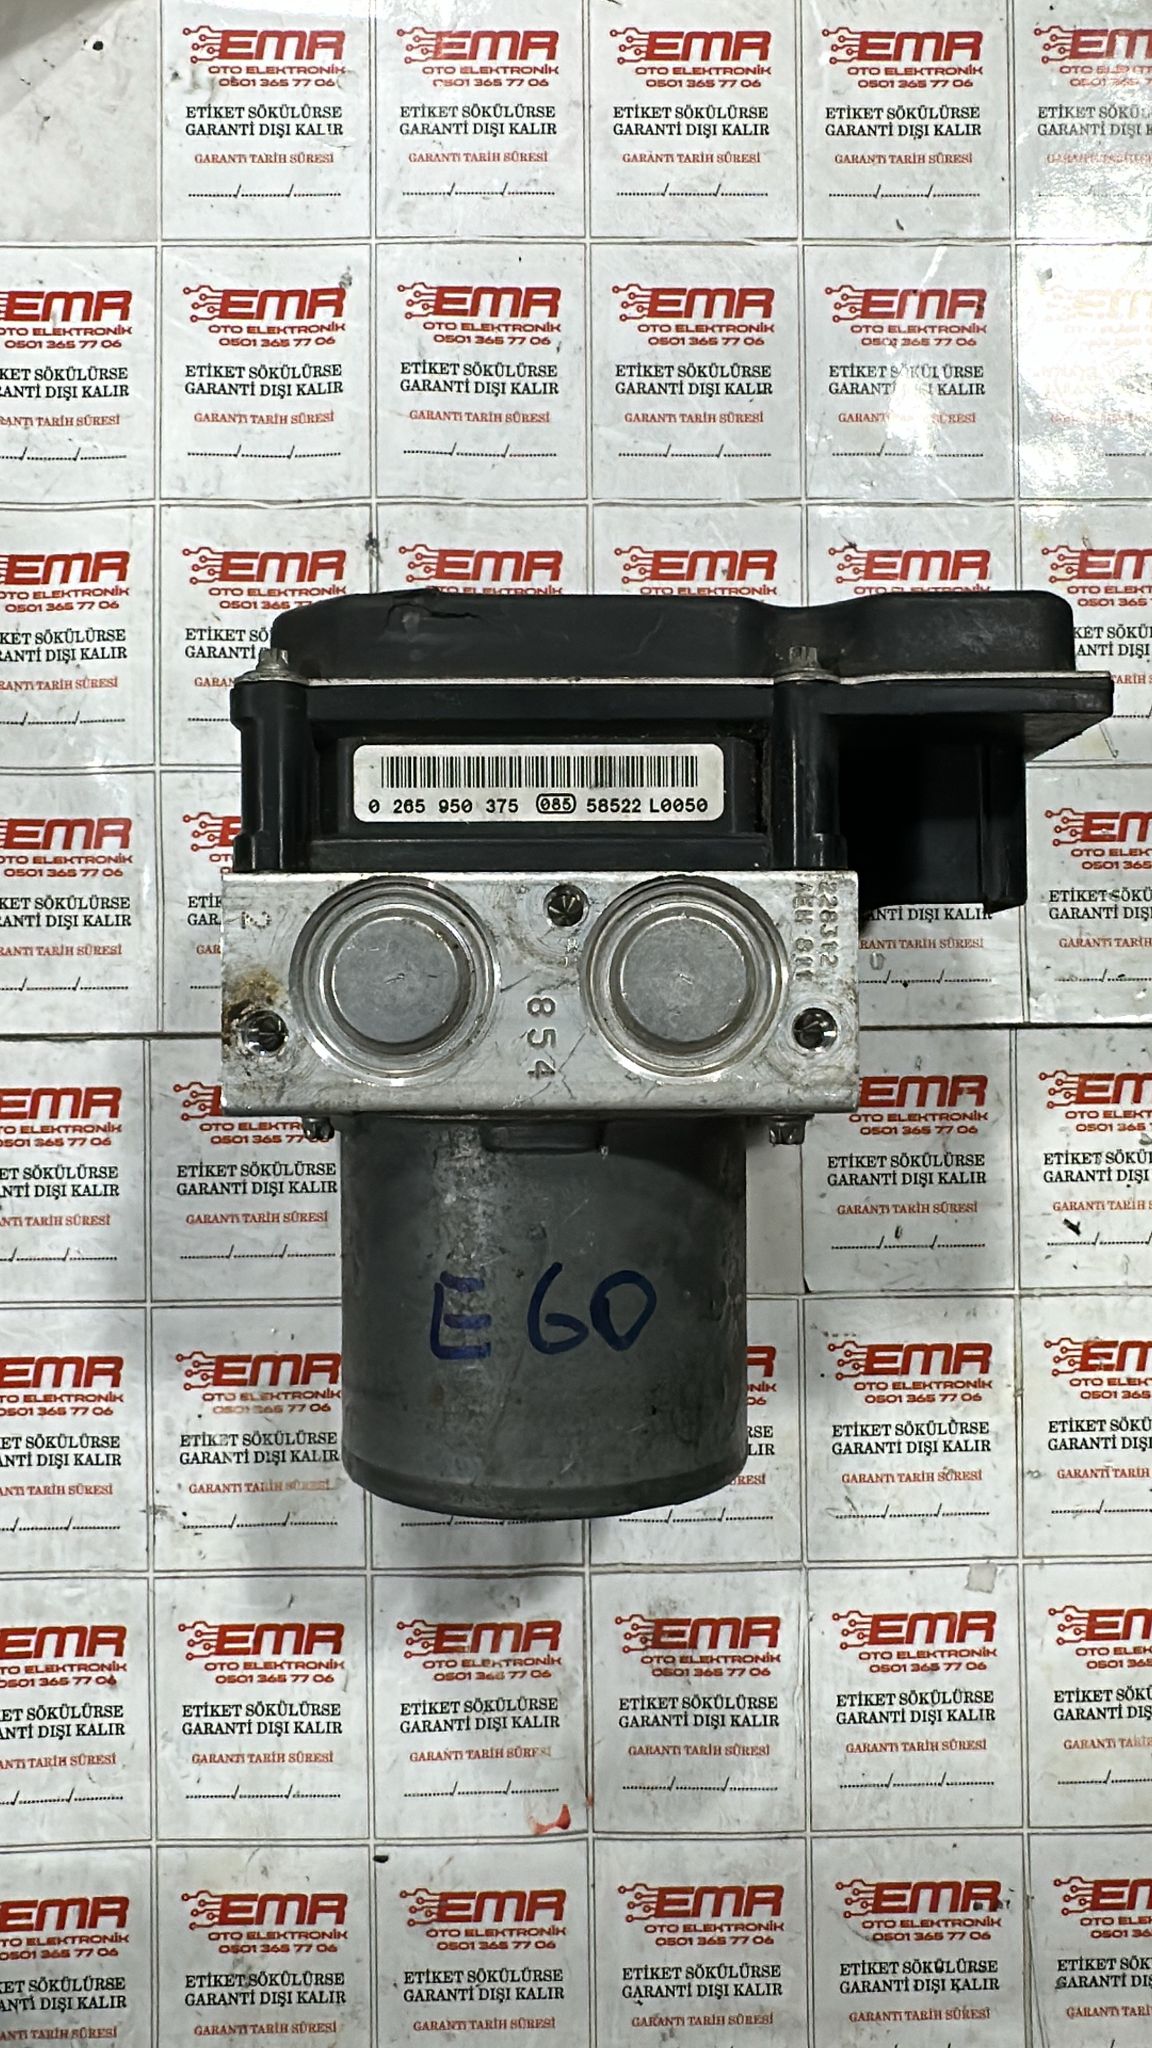 EMR
OTO ELEKTRONİK
0501 365 77 06
ETİKET SÖKÜLÜRSE
GARANTİ DIŞI KALIR
GARANTİ TARİH SÜRESİ
........../........../..........
0 265 950 375 085 58522 L0050
2
854
E60